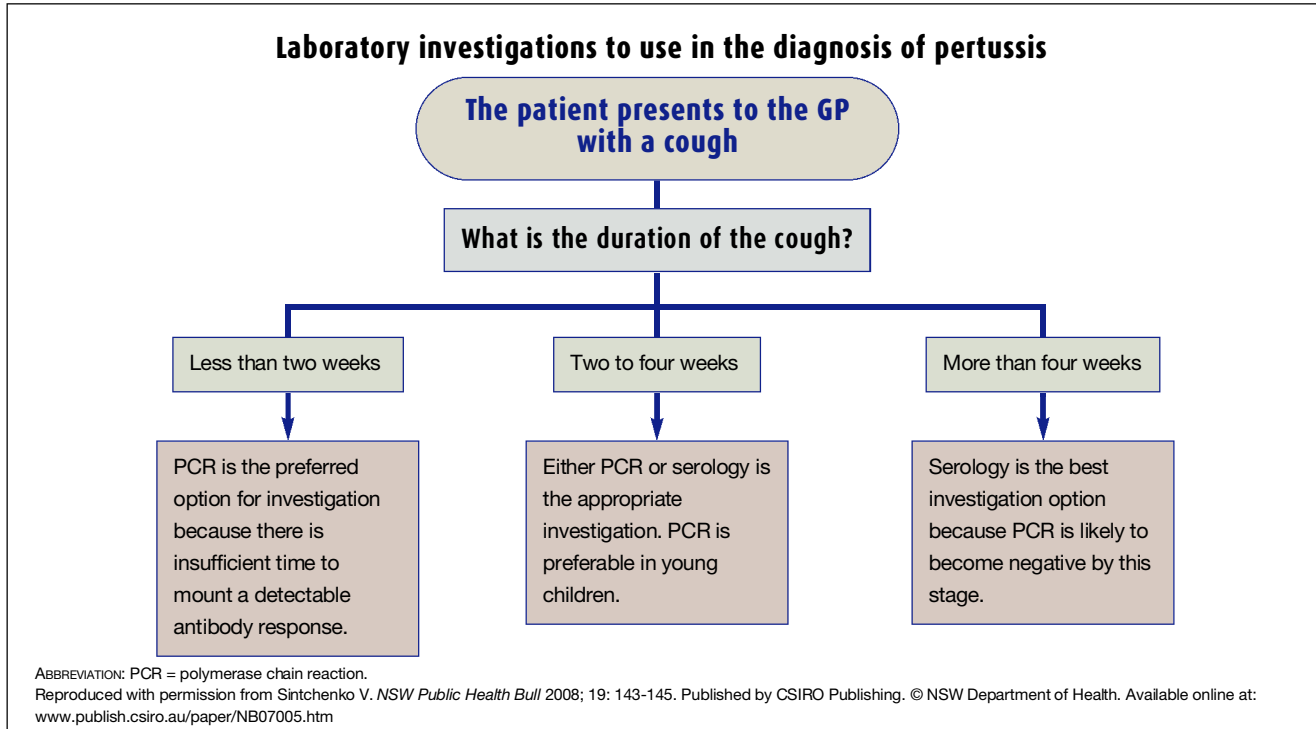 Laboratory investigations to use in the diagnosis of pertussis
The patient presents to the GP
with a cough
What is the duration of the cough?
Less than two weeks
Two to four weeks
More than four weeks
PCR is the preferred
option for investigation
because there is
insufficient time to
mount a detectable
antibody response.
Either PCR or serology is
the appropriate
investigation. PCR is
preferable in young
children.
Serology is the best
investigation option
because PCR is likely to
become negative by this
stage.
ABBREVIATION: PCR = polymerase chain reaction.
Reproduced with permission from Sintchenko V. NSW Public Health Bull 2008; 19: 143-145. Published by CSIRO Publishing. © NSW Department of Health. Available online at:
www.publish.csiro.au/paper/NB07005.htm